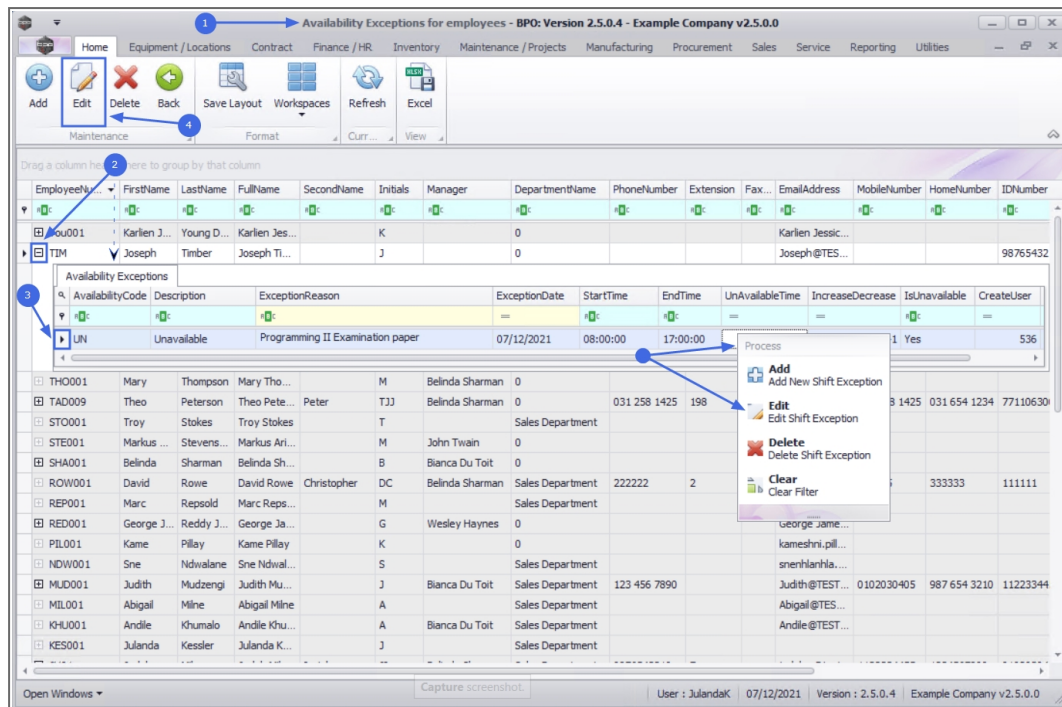 1 Availability Exceptions for employees - BPO: Version 2.5.0.4 - Example Company v2.5.0.0
Home Equipment / Locations Contract Finance / HR Inventory Maintenance / Projects Manufacturing Procurement Sales Service Reporting Utilities
Add Edit Delete Back Save Layout Workspaces Refresh Excel
4
Maintenance Format Curr... View
Drag a column here to group by that column
2
EmployeeNu... FirstName LastName FullName SecondName Initials Manager DepartmentName PhoneNumber Extension Fax... EmailAddress MobileNumber HomeNumber IDNumber
Karlien J... Young D... Karlien Jes... K 0 Karlien Jessic...
TIM Joseph Timber Joseph Ti... J 0 Joseph@TES... 98765432
Availability Exceptions
3
AvailabilityCode Description ExceptionReason ExceptionDate StartTime EndTime UnAvailableTime IncreaseDecrease IsUnavailable CreateUser
UN Unavailable Programming II Examination paper 07/12/2021 08:00:00 17:00:00 -1 Yes 536
Process
Add
Add New Shift Exception
Edit
Edit Shift Exception
Delete
Delete Shift Exception
Clear
Clear Filter
THO001 Mary Thompson Mary Tho... M Belinda Sharman 0
TAD009 Theo Peterson Theo Pete... Peter TJJ Belinda Sharman 0 031 258 1425 198 1425 031 654 1234 77110630
STO001 Troy Stokes Troy Stokes T Sales Department
STE001 Markus ... Stevens... Markus Ari... M John Twain 0
SHA001 Belinda Sharman Belinda Sh... B Bianca Du Toit 0
ROW001 David Rowe David Rowe Christopher DC Belinda Sharman Sales Department 222222 2 333333 111111
REP001 Marc Repsold Marc Reps... M Sales Department
RED001 George J... Reddy J... George Ja... G Wesley Haynes 0 George Jame...
PIL001 Kame Pillay Kame Pillay K 0 kameshni.pill...
NDW001 Sne Ndwalane Sne Ndwal... S Sales Department snenhlanhla....
MUD001 Judith Mudzengi Judith Mu... J Bianca Du Toit Sales Department 123 456 7890 Judith@TEST... 0102030405 987 654 3210 11223344
MIL001 Abigail Milne Abigail Milne A Sales Department Abigail@TES...
KHU001 Andile Khumalo Andile Khu... A Bianca Du Toit Sales Department Andile@TEST...
KES001 Julanda Kessler Julanda K... J Sales Department
Open Windows Capture screenshot. User : JulandaK 07/12/2021 Version : 2.5.0.4 Example Company v2.5.0.0